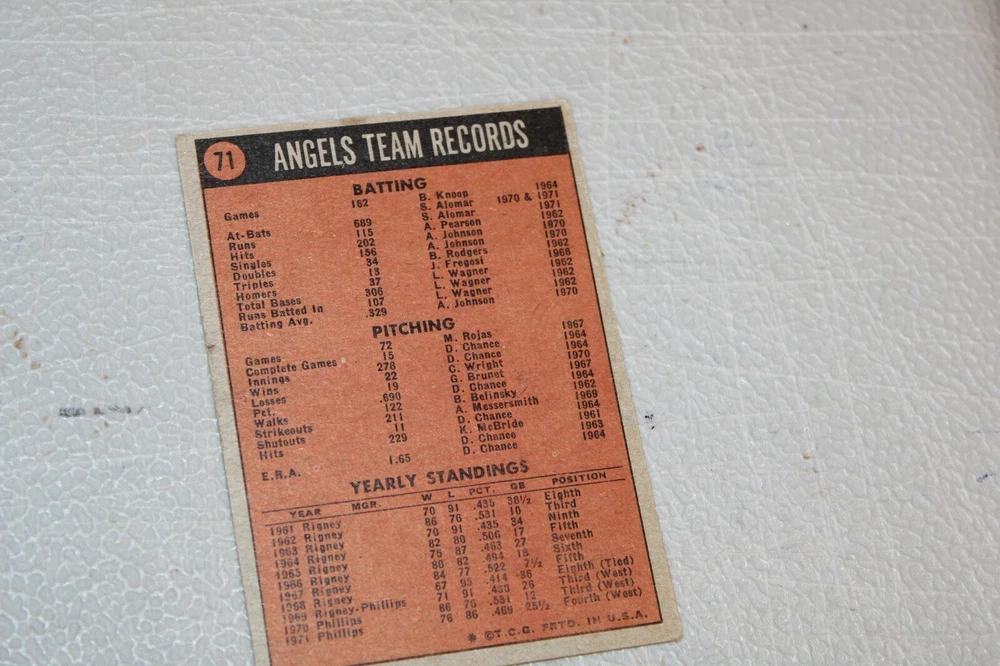 71 ANGELS TEAM RECORDS
BATTING
Games 162 B. Knoop 1964
S. Alomar 1970 & 1971
At-Bats 689 S. Alomar 1971
Runs 115 A. Pearson 1962
Hits 202 A. Johnson 1970
Singles 156 A. Johnson 1970
Doubles 34 B. Rodgers 1962
Triples 13 J. Fregosi 1968
Homers 37 L. Wagner 1962
Total Bases 306 L. Wagner 1962
Runs Batted In 107 L. Wagner 1962
Batting Avg. .329 A. Johnson 1970
PITCHING
Games 72 M. Rojas 1967
Complete Games 15 D. Chance 1964
Innings 278 D. Chance 1964
Wins 22 C. Wright 1970
Losses 19 G. Brunet 1967
Pct. .690 D. Chance 1964
Walks 122 B. Belinsky 1962
Strikeouts 211 A. Messersmith 1969
Shutouts 11 D. Chance 1964
Hits 229 K. McBride 1961
D. Chance 1963
E.R.A. 1.65 D. Chance 1964
YEARLY STANDINGS
YEAR MGR. W L PCT. GB POSITION
1961 Rigney 70 91 .435 38½ Eighth
1962 Rigney 86 76 .531 10 Third
1963 Rigney 70 91 .435 34 Ninth
1964 Rigney 82 80 .506 17 Fifth
1965 Rigney 75 87 .463 27 Seventh
1966 Rigney 80 82 .494 18 Sixth
1967 Rigney 84 77 .522 7½ Fifth
1968 Rigney 67 95 .414 36 Eighth (Tied)
1969 Rigney-Phillips 71 91 .438 26 Third (West)
1970 Phillips 86 76 .531 12 Third (West)
1971 Phillips 76 86 .469 25½ Fourth (West)
* ©T.C.G. PRTD. IN U.S.A.